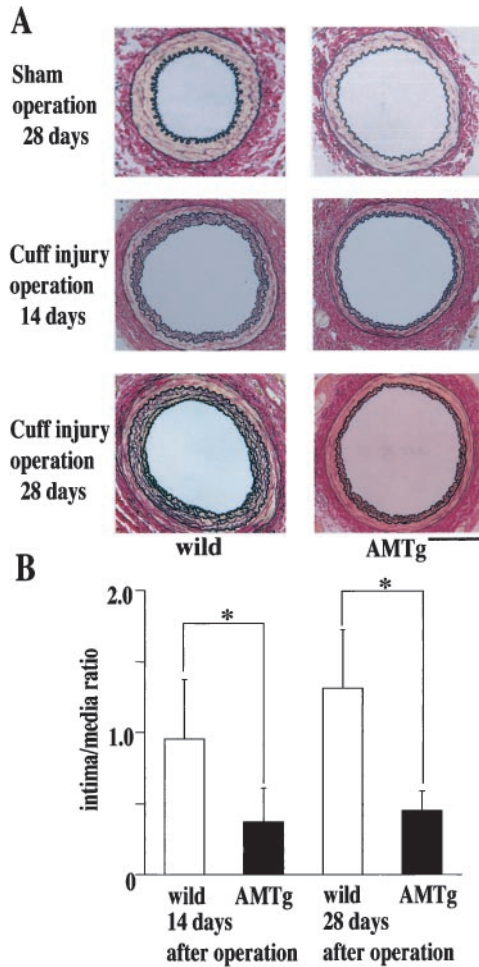 A
Sham
operation
28 days
Cuff injury
operation
14 days
Cuff injury
operation
28 days
wild
AMTg
B
intima/media ratio
2.0
1.0
0
*
*
wild
AMTg
wild
AMTg
14 days
28 days
after operation
after operation